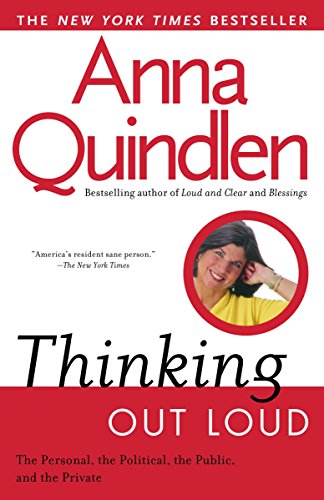 THE NEW YORK TIMES BESTSELLER
Anna
Quindlen
Bestselling author of Loud and Clear and Blessings
"America's resident sane person."
—The New York Times
Thinking
OUT LOUD
The Personal, the Political, the Public,
and the Private